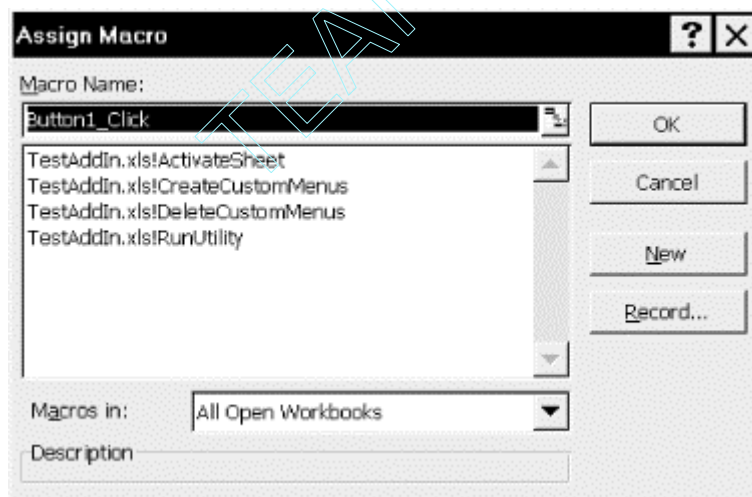 Assign Macro
Macro Name:
Button1_Click
OK
TestAddIn.xls!ActivateSheet
TestAddIn.xls!CreateCustomMenus
Cancel
TestAddIn.xls!DeleteCustomMenus
TestAddIn.xls!RunUtility
New
Record...
Macros in:
All Open Workbooks
Description